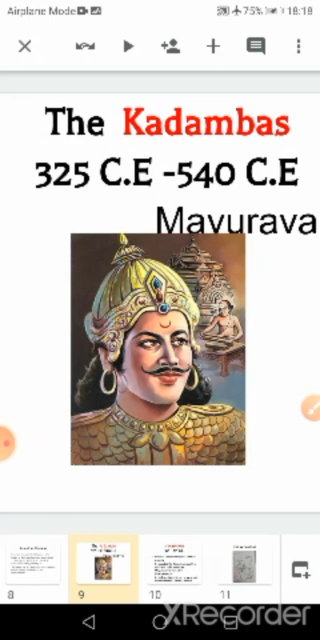 Airplane Mode
75% 18:18
The Kadambas
325 C.E -540 C.E
Mayurava
8
9
10
11
XRecorder